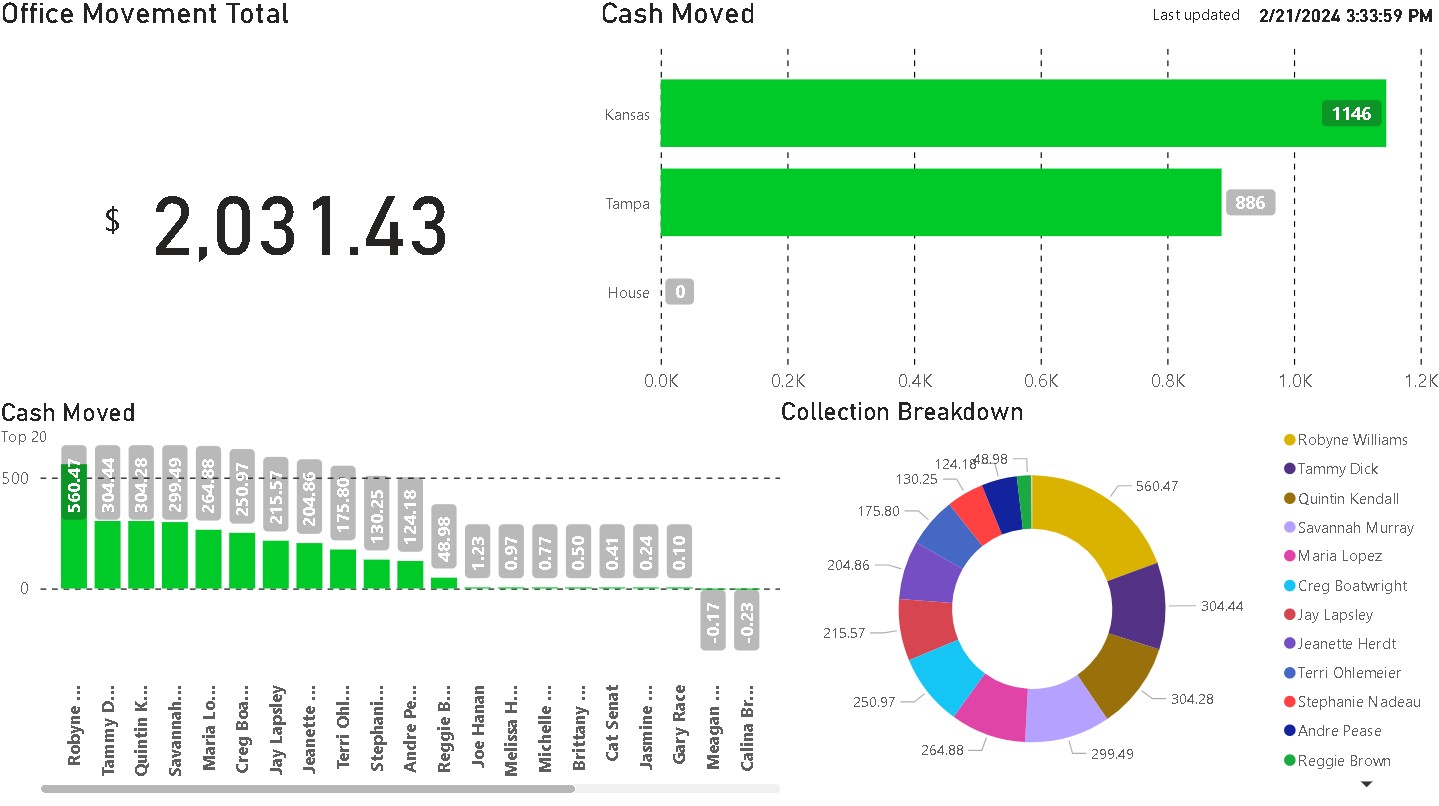 Office Movement Total
$ 2,031.43
Cash Moved
Last updated 2/21/2024 3:33:59 PM
Kansas 1146
Tampa 886
House 0
0.0K 0.2K 0.4K 0.6K 0.8K 1.0K 1.2K
Cash Moved
Top 20
500
0
560.47
304.44
304.28
299.49
264.88
250.97
215.57
204.86
175.80
130.25
124.18
48.98
1.23
0.97
0.77
0.50
0.41
0.24
0.10
-0.17
-0.23
Robyne ...
Tammy D...
Quintin K...
Savannah...
Maria Lo...
Creg Boa...
Jay Lapsley
Jeanette ...
Terri Ohl...
Stephani...
Andre Pe...
Reggie B...
Joe Hanan
Melissa H...
Michelle ...
Brittany ...
Cat Senat
Jasmine ...
Gary Race
Meagan ...
Calina Br...
Collection Breakdown
560.47
304.44
304.28
299.49
264.88
250.97
215.57
204.86
175.80
130.25
124.18
48.98
Robyne Williams
Tammy Dick
Quintin Kendall
Savannah Murray
Maria Lopez
Creg Boatwright
Jay Lapsley
Jeanette Herdt
Terri Ohlemeier
Stephanie Nadeau
Andre Pease
Reggie Brown